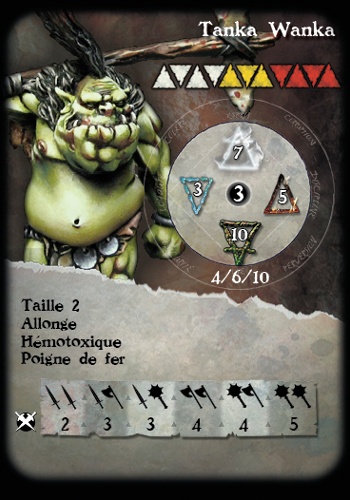 Tanka Wanka
7
3 3 5
10
4/6/10
Taille 2
Allonge
Hémotoxique
Poigne de fer
2 3 3 4 4 5